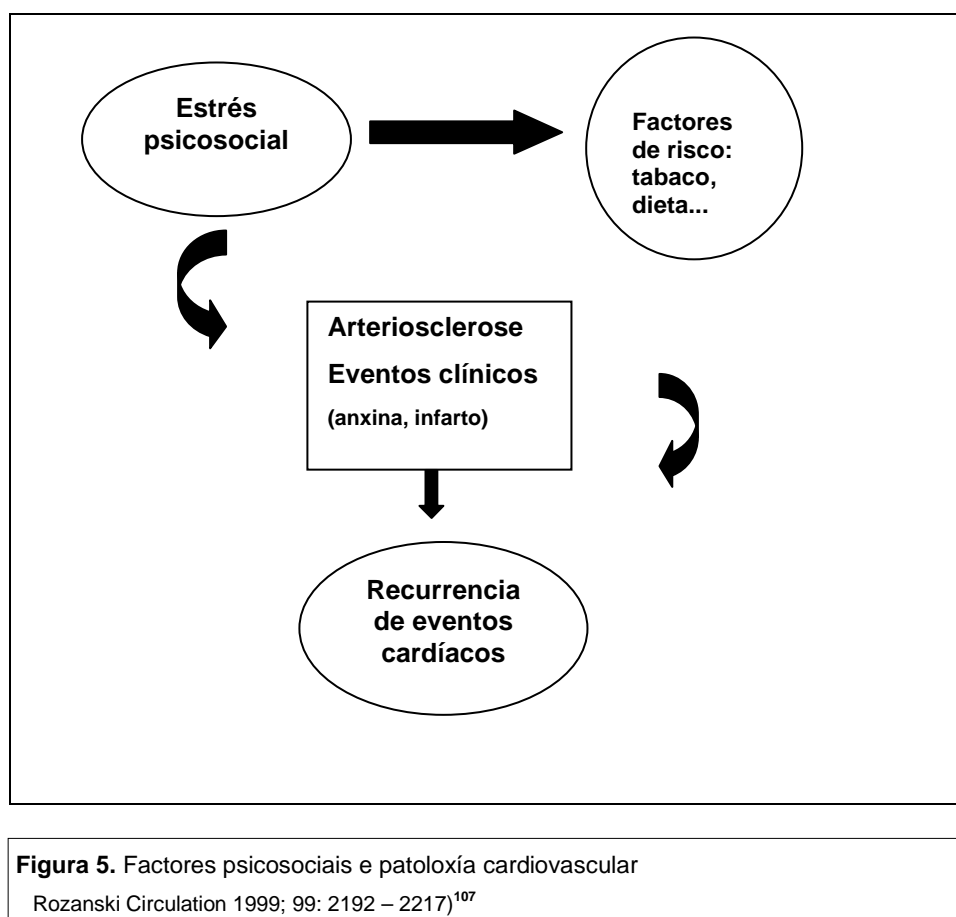 Estrés
psicosocial
Factores
de risco:
tabaco,
dieta...
Arteriosclerose
Eventos clínicos
(anxina, infarto)
Recurrencia
de eventos
cardíacos
Figura 5. Factores psicosociais e patoloxía cardiovascular
Rozanski Circulation 1999; 99: 2192 – 2217)107